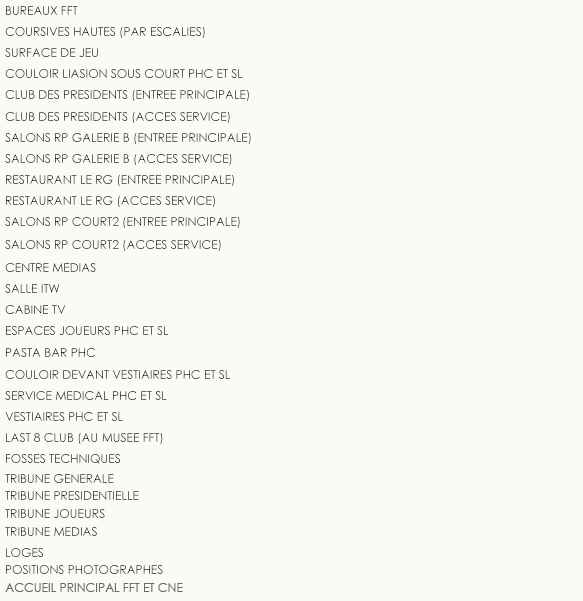 BUREAUX FFT
COURSIVES HAUTES (PAR ESCALIES)
SURFACE DE JEU
COULOIR LIASION SOUS COURT PHC ET SL
CLUB DES PRESIDENTS (ENTREE PRINCIPALE)
CLUB DES PRESIDENTS (ACCES SERVICE)
SALONS RP GALERIE B (ENTREE PRINCIPALE)
SALONS RP GALERIE B (ACCES SERVICE)
RESTAURANT LE RG (ENTREE PRINCIPALE)
RESTAURANT LE RG (ACCES SERVICE)
SALONS RP COURT2 (ENTREE PRINCIPALE)
SALONS RP COURT2 (ACCES SERVICE)
CENTRE MEDIAS
SALLE ITW
CABINE TV
ESPACES JOUEURS PHC ET SL
PASTA BAR PHC
COULOIR DEVANT VESTIAIRES PHC ET SL
SERVICE MEDICAL PHC ET SL
VESTIAIRES PHC ET SL
LAST 8 CLUB (AU MUSEE FFT)
FOSSES TECHNIQUES
TRIBUNE GENERALE
TRIBUNE PRESIDENTIELLE
TRIBUNE JOUEURS
TRIBUNE MEDIAS
LOGES
POSITIONS PHOTOGRAPHES
ACCUEIL PRINCIPAL FFT ET CNE